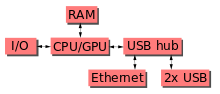 RAM
I/O CPU/GPU USB hub
Ethernet 2x USB